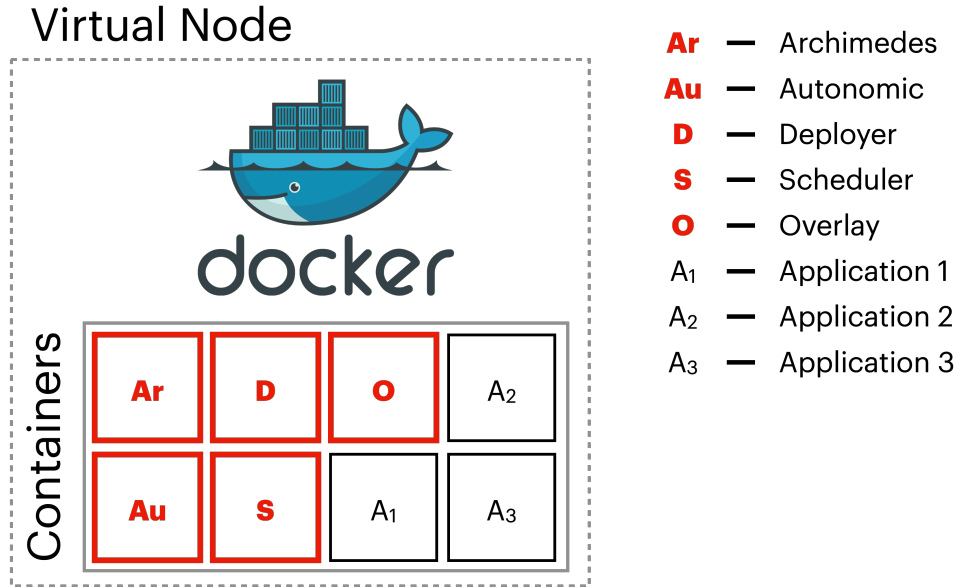 Virtual Node
docker
Containers
Ar D O A₂
Au S A₁ A₃
Ar — Archimedes
Au — Autonomic
D — Deployer
S — Scheduler
O — Overlay
A₁ — Application 1
A₂ — Application 2
A₃ — Application 3